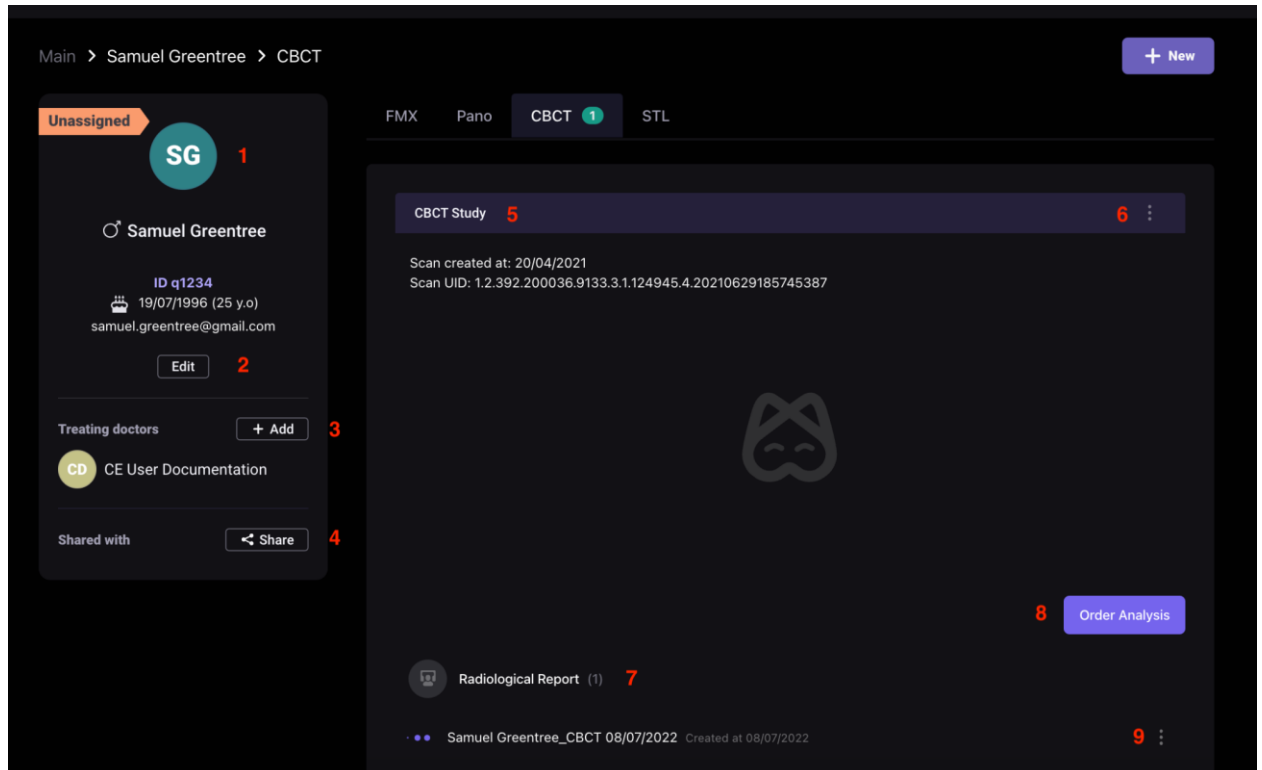 Main > Samuel Greentree > CBCT
+ New
Unassigned
SG
1
Samuel Greentree
ID q1234
19/07/1996 (25 y.o)
samuel.greentree@gmail.com
Edit
2
Treating doctors
+ Add
3
CD
CE User Documentation
Shared with
Share
4
FMX
Pano
CBCT 1
STL
CBCT Study
5
6
Scan created at: 20/04/2021
Scan UID: 1.2.392.200036.9133.3.1.124945.4.20210629185745387
8
Order Analysis
Radiological Report (1)
7
Samuel Greentree_CBCT 08/07/2022 Created at 08/07/2022
9